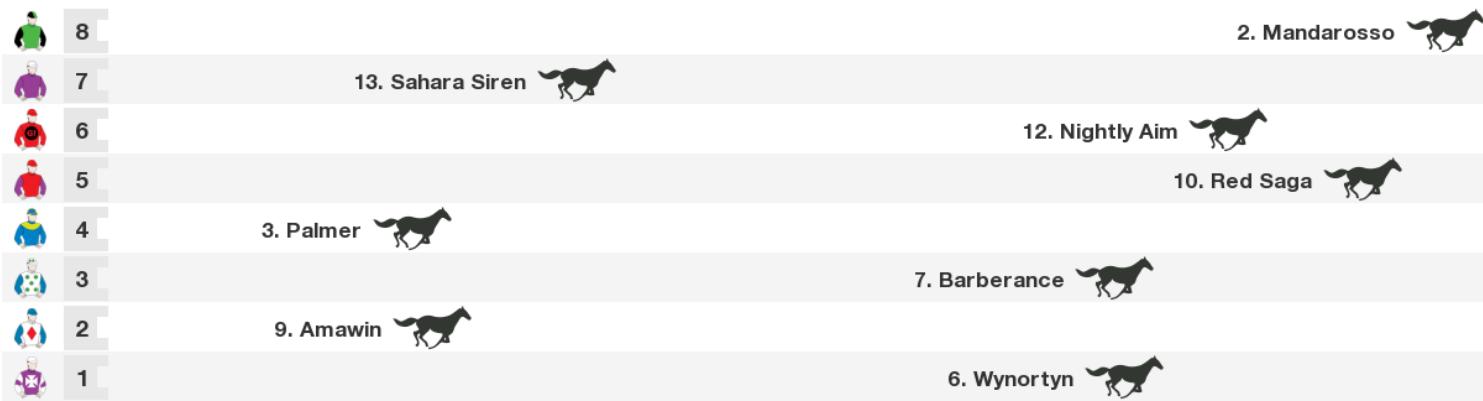 8 2. Mandarosso
7 13. Sahara Siren
6 12. Nightly Aim
5 10. Red Saga
4 3. Palmer
3 7. Barberance
2 9. Amawin
1 6. Wynortyn